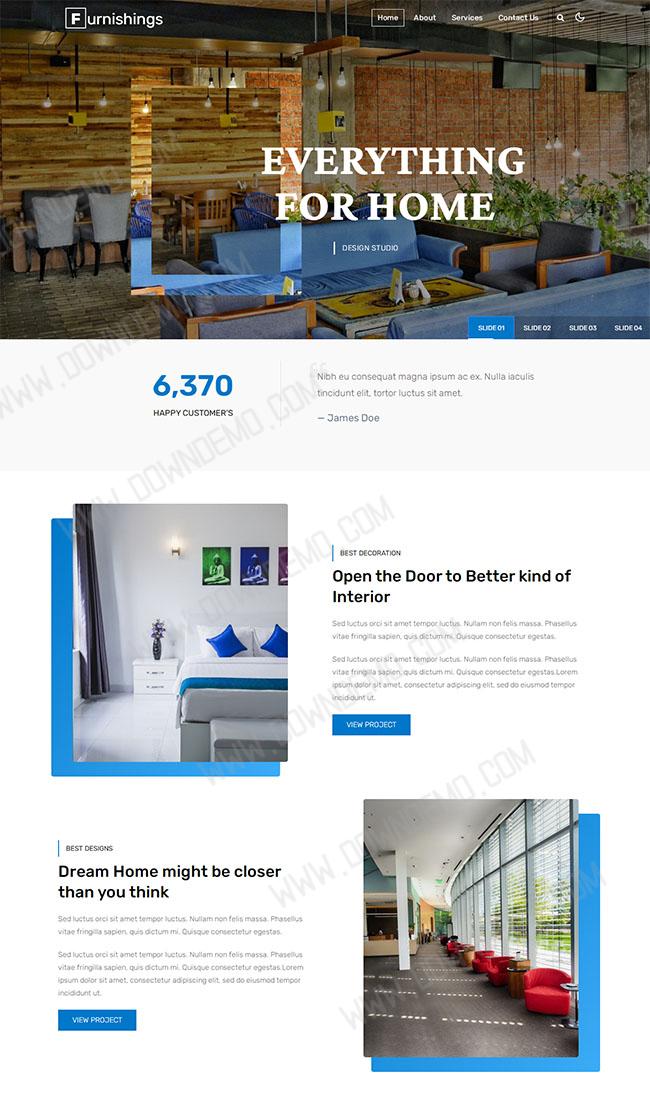 Furnishings
Home About Services Contact Us
EVERYTHING
FOR HOME
DESIGN STUDIO
SLIDE 01 SLIDE 02 SLIDE 03 SLIDE 04
6,370
HAPPY CUSTOMER'S
Nibh eu consequat magna ipsum ac ex. Nulla iaculis
tincidunt elit, tortor luctus sit amet.
— James Doe
BEST DECORATION
Open the Door to Better kind of
Interior
Sed luctus orci sit amet tempor luctus. Nullam non felis massa. Phasellus
vitae fringilla sapien, quis dictum mi. Quisque consectetur egestas.
Sed luctus orci sit amet tempor luctus. Nullam non felis massa. Phasellus
vitae fringilla sapien, quis dictum mi. Quisque consectetur egestas.Lorem
ipsum dolor sit amet, consectetur adipiscing elit, sed do eiusmod tempor
incididunt ut.
VIEW PROJECT
BEST DESIGNS
Dream Home might be closer
than you think
Sed luctus orci sit amet tempor luctus. Nullam non felis massa. Phasellus
vitae fringilla sapien, quis dictum mi. Quisque consectetur egestas.
Sed luctus orci sit amet tempor luctus. Nullam non felis massa. Phasellus
vitae fringilla sapien, quis dictum mi. Quisque consectetur egestas.Lorem
ipsum dolor sit amet, consectetur adipiscing elit, sed do eiusmod tempor
incididunt ut.
VIEW PROJECT
WWW.DOWNDEMO.COM
WWW.DOWNDEMO.COM
WWW.DOWNDEMO.COM
WWW.DOWNDEMO.COM